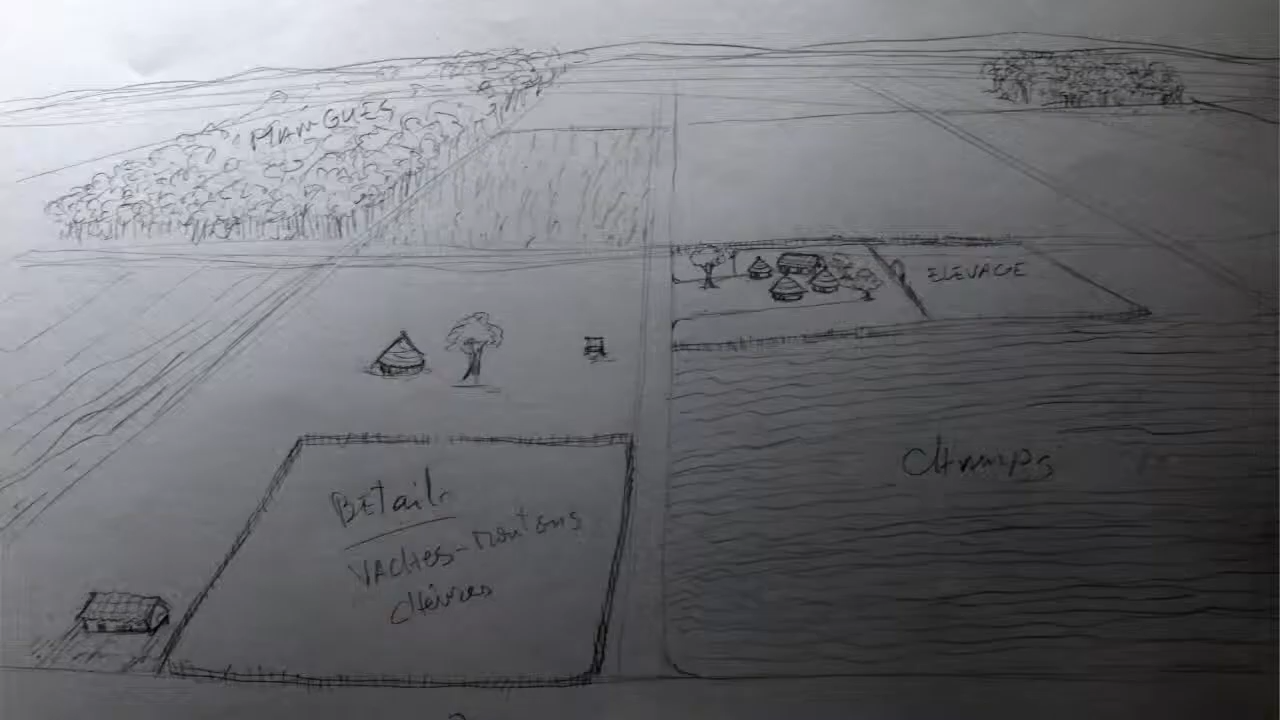 MANGUES
ELEVAGE
Champs
BEtail
VAches-moutons
chèvres